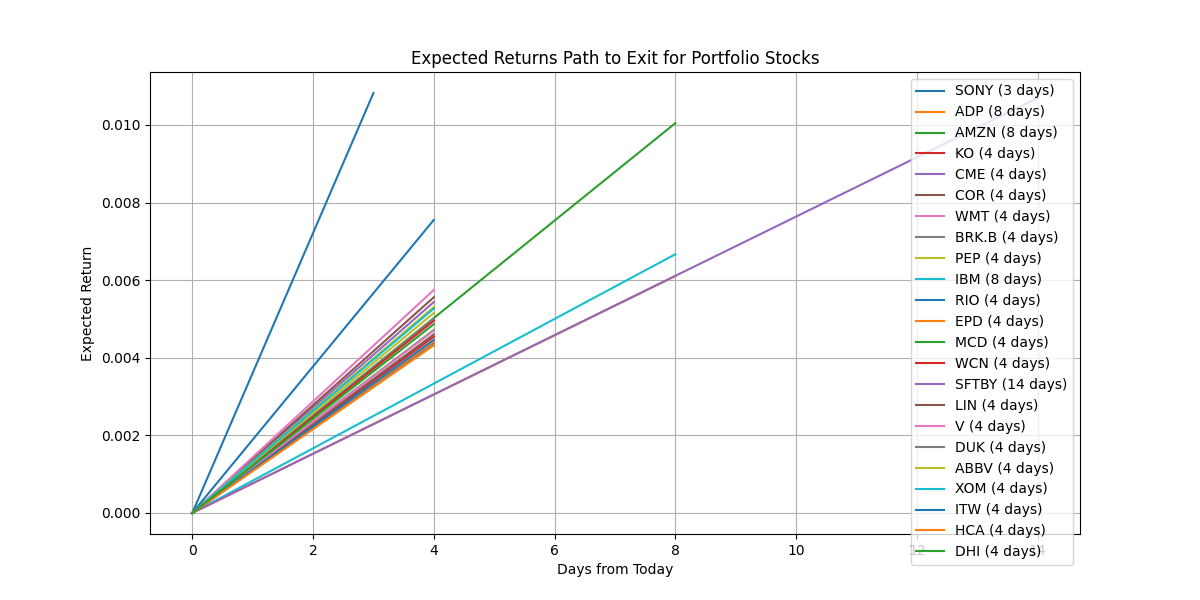 Expected Returns Path to Exit for Portfolio Stocks
Expected Return
0.010
0.008
0.006
0.004
0.002
0.000
0 2 4 6 8 10 12 14
Days from Today
SONY (3 days)
ADP (8 days)
AMZN (8 days)
KO (4 days)
CME (4 days)
COR (4 days)
WMT (4 days)
BRK.B (4 days)
PEP (4 days)
IBM (8 days)
RIO (4 days)
EPD (4 days)
MCD (4 days)
WCN (4 days)
SFTBY (14 days)
LIN (4 days)
V (4 days)
DUK (4 days)
ABBV (4 days)
XOM (4 days)
ITW (4 days)
HCA (4 days)
DHI (4 days)